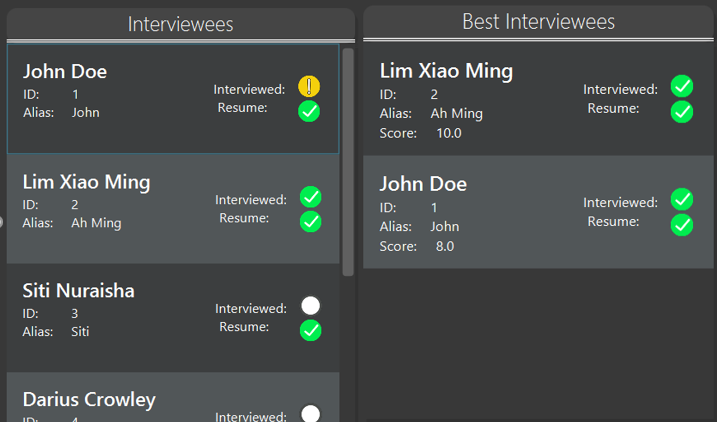 Interviewees
John Doe
ID: 1
Alias: John
Interviewed:
Resume:
Lim Xiao Ming
ID: 2
Alias: Ah Ming
Interviewed:
Resume:
Siti Nuraisha
ID: 3
Alias: Siti
Interviewed:
Resume:
Darius Crowley
ID: 4
Interviewed:
Best Interviewees
Lim Xiao Ming
ID: 2
Alias: Ah Ming
Score: 10.0
Interviewed:
Resume:
John Doe
ID: 1
Alias: John
Score: 8.0
Interviewed:
Resume: